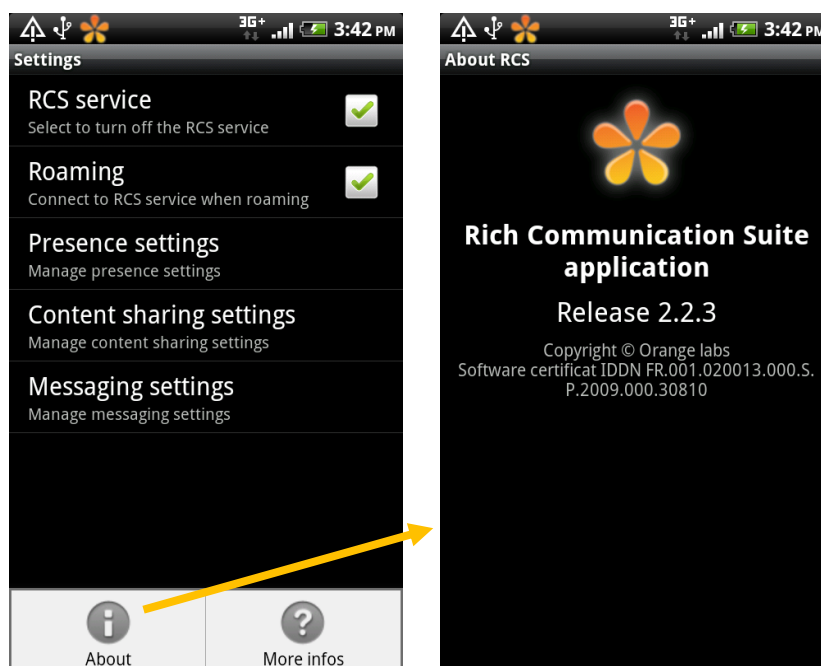 3G+
3:42 PM
Settings
RCS service
Select to turn off the RCS service
Roaming
Connect to RCS service when roaming
Presence settings
Manage presence settings
Content sharing settings
Manage content sharing settings
Messaging settings
Manage messaging settings
About
More infos
3G+
3:42 PM
About RCS
Rich Communication Suite
application
Release 2.2.3
Copyright © Orange labs
Software certificat IDDN FR.001.020013.000.S.
P.2009.000.30810